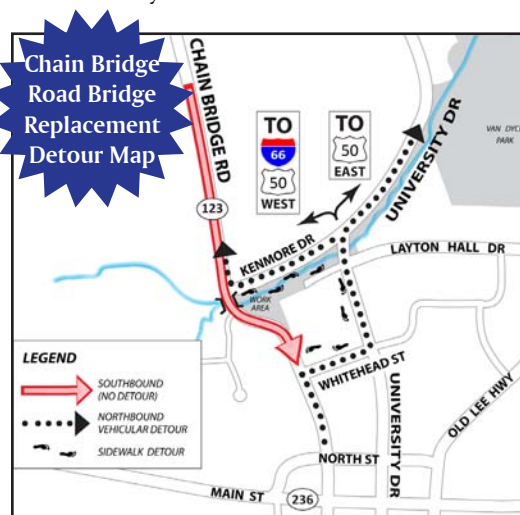 Chain Bridge
Road Bridge
Replacement
Detour Map
CHAIN BRIDGE RD
123
TO
66
50
WEST
TO
50
EAST
UNIVERSITY DR
PARK
KENMORE DR
LAYTON HALL DR
WORK
AREA
WHITEHEAD ST
UNIVERSITY DR
OLD LEE HWY
NORTH ST
MAIN ST
236
LEGEND
SOUTHBOUND
(NO DETOUR)
NORTHBOUND
VEHICULAR DETOUR
SIDEWALK DETOUR